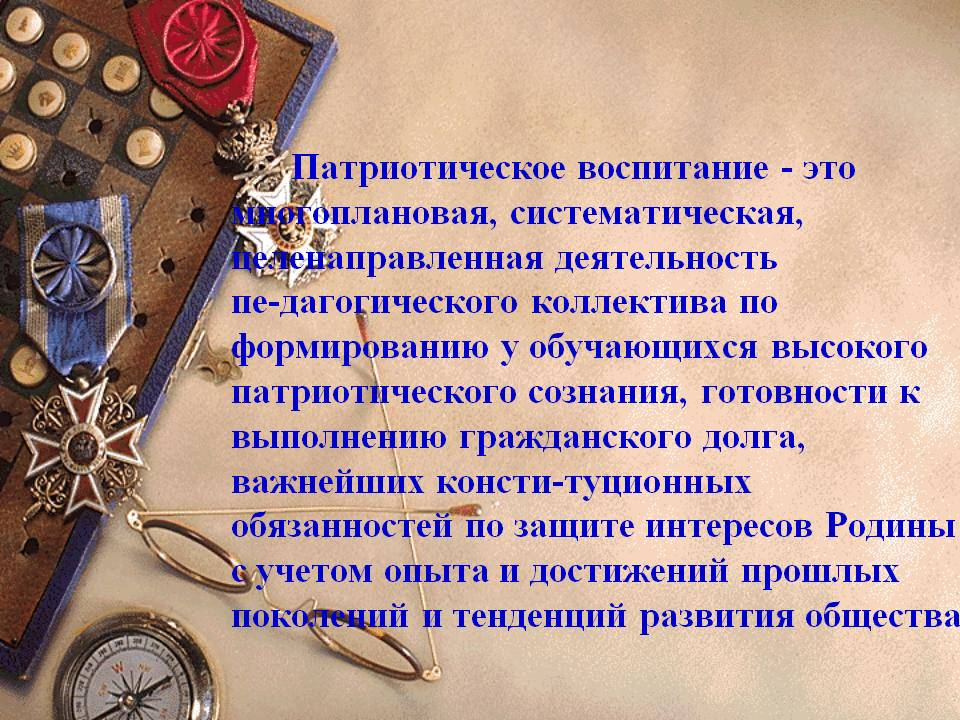 Патриотическое воспитание - это
многоплановая, систематическая,
целенаправленная деятельность
пе-дагогического коллектива по
формированию у обучающихся высокого
патриотического сознания, готовности к
выполнению гражданского долга,
важнейших консти-туционных
обязанностей по защите интересов Родины
с учетом опыта и достижений прошлых
поколений и тенденций развития общества